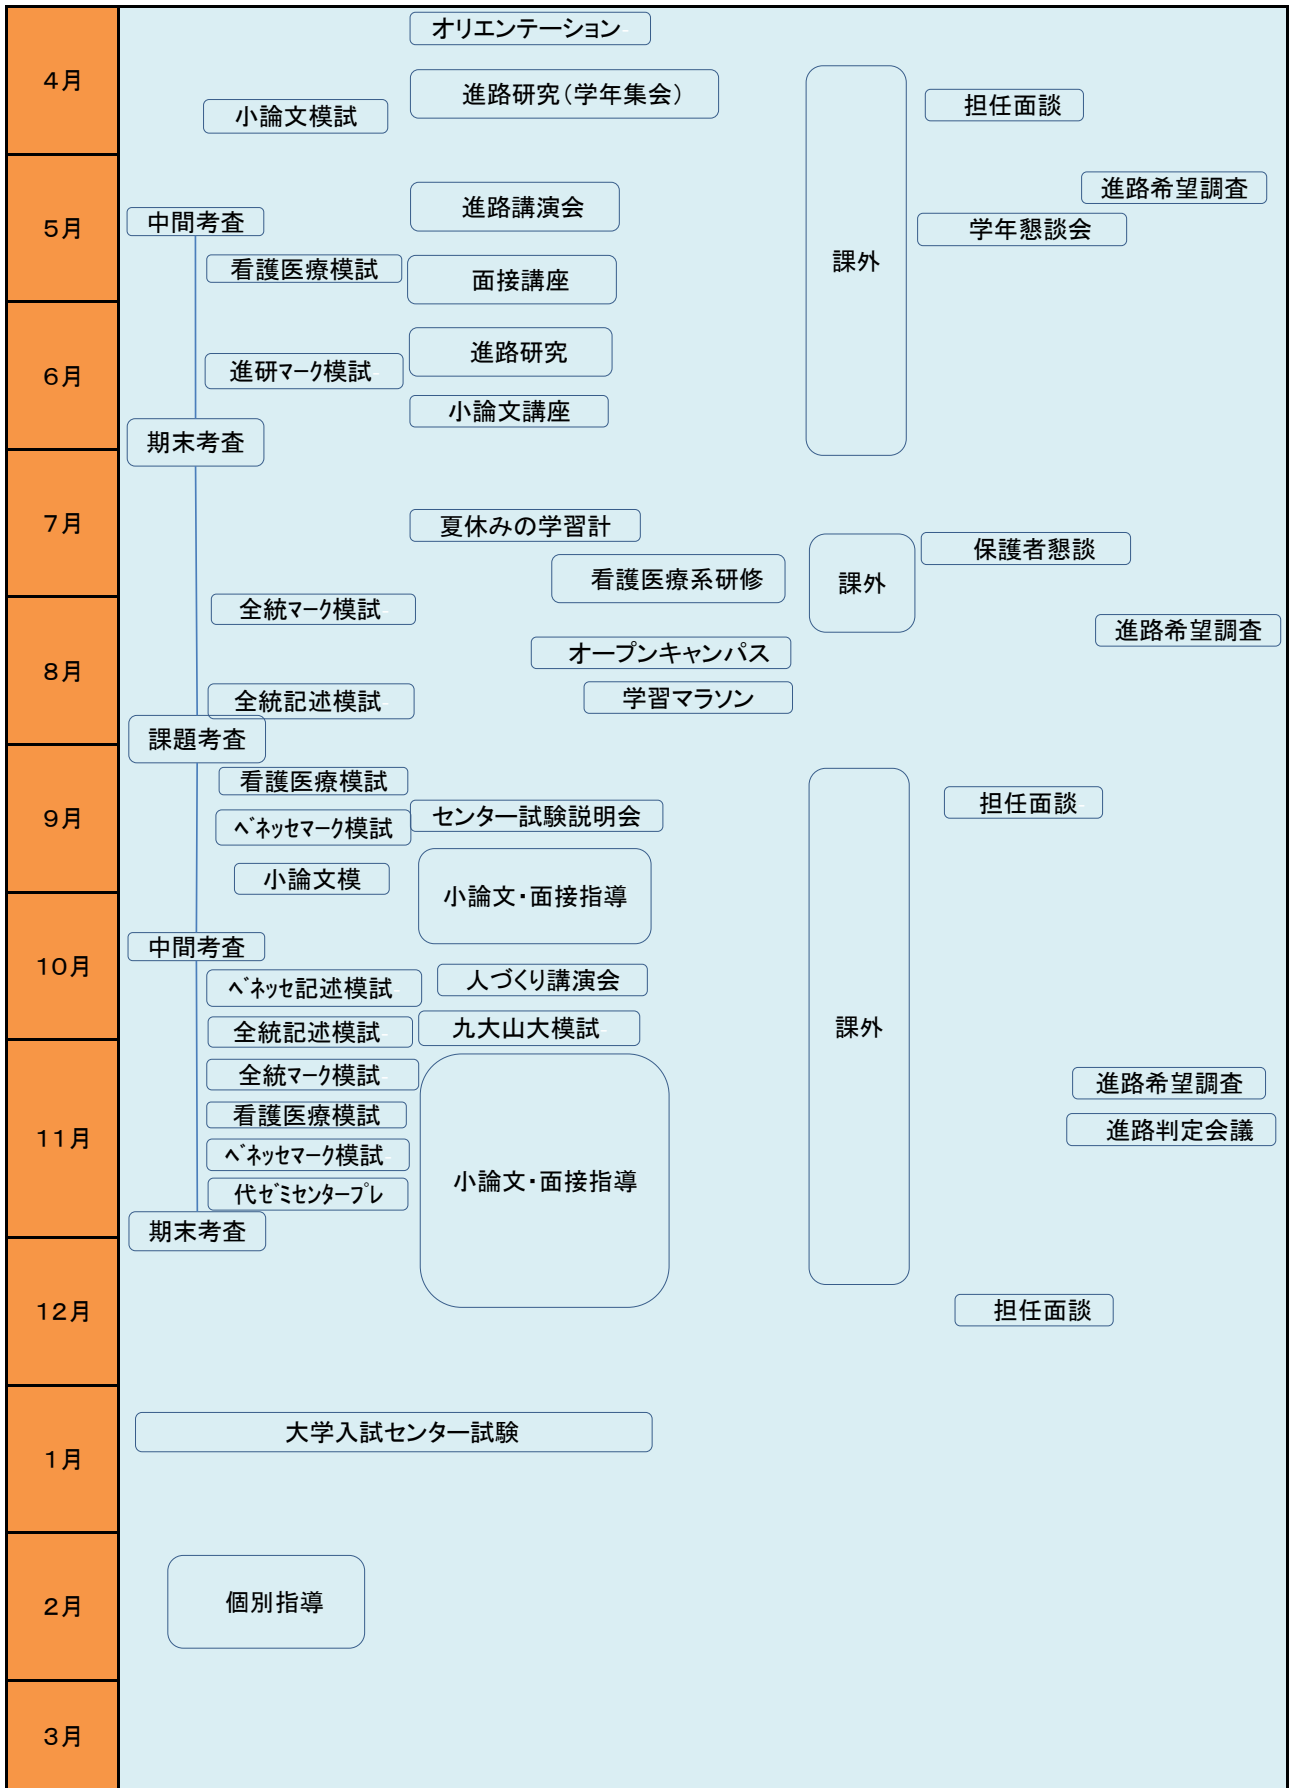 4月
オリエンテーション
進路研究(学年集会)
小論文模試
担任面談
5月
進路希望調査
進路講演会
中間考査
学年懇談会
課外
看護医療模試
面接講座
6月
進路研究
進研マーク模試
小論文講座
期末考査
7月
夏休みの学習計
保護者懇談
看護医療系研修
課外
全統マーク模試
進路希望調査
8月
オープンキャンパス
全統記述模試
学習マラソン
課題考査
9月
看護医療模試
担任面談
センター試験説明会
ベネッセマーク模試
小論文模
小論文・面接指導
10月
中間考査
人づくり講演会
ベネッセ記述模試
全統記述模試
九大山大模試
課外
11月
全統マーク模試
進路希望調査
看護医療模試
進路判定会議
ベネッセマーク模試
小論文・面接指導
代ゼミセンタープレ
期末考査
12月
担任面談
1月
大学入試センター試験
2月
個別指導
3月